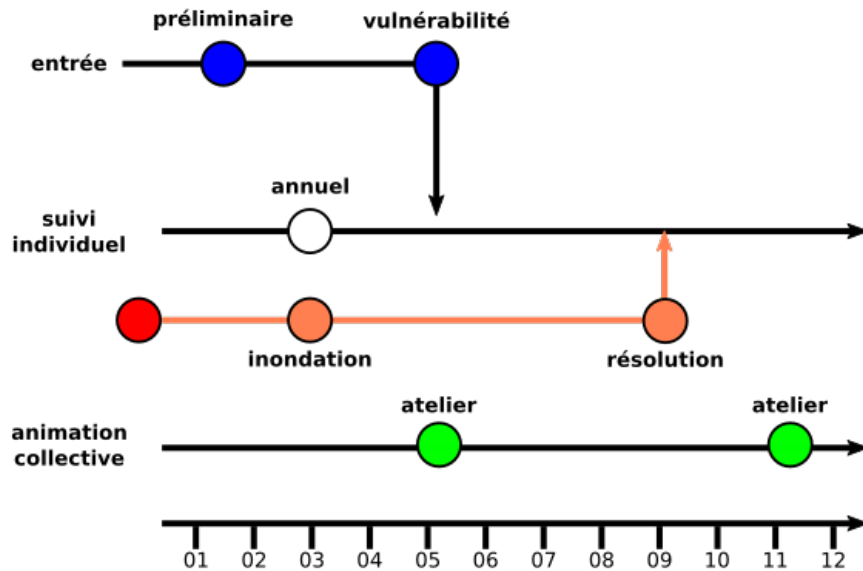 préliminaire
vulnérabilité
entrée
annuel
suivi
individuel
inondation
résolution
atelier
atelier
animation
collective
01 02 03 04 05 06 07 08 09 10 11 12